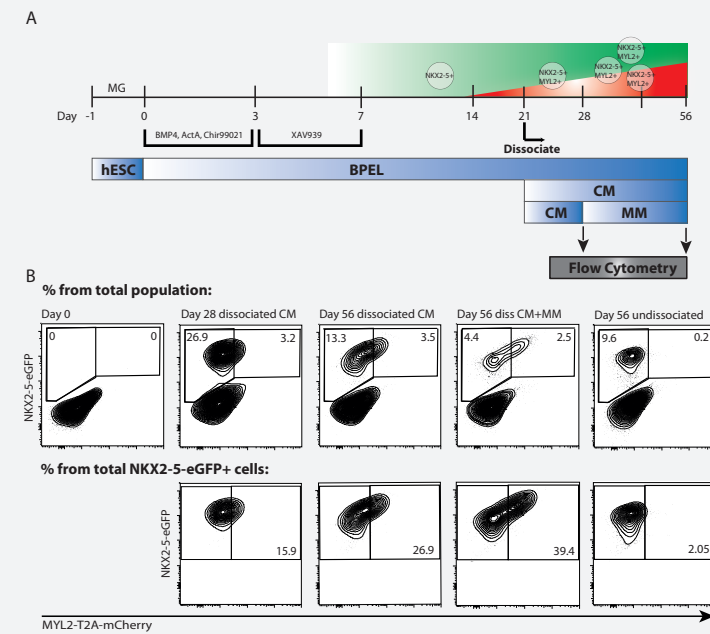 A
NKX2-5+
NKX2-5+
MYL2+
NKX2-5+
MYL2+
NKX2-5+
MYL2+
NKX2-5+
MYL2+
MG
Day -1 0 3 7 14 21 28 56
BMP4, ActA, Chir99021 XAV939
Dissociate
hESC BPEL
CM
CM MM
Flow Cytometry
B
% from total population:
Day 0 Day 28 dissociated CM Day 56 dissociated CM Day 56 diss CM+MM Day 56 undissociated
0 0 26.9 3.2 13.3 3.5 4.4 2.5 9.6 0.2
NKX2-5-eGFP
% from total NKX2-5-eGFP+ cells:
NKX2-5-eGFP
15.9 26.9 39.4 2.05
MYL2-T2A-mCherry